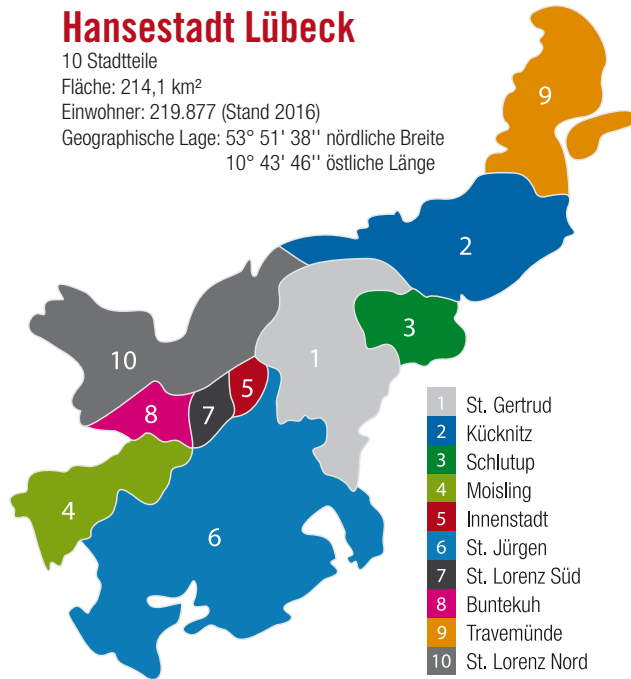 Hansestadt Lübeck
10 Stadtteile
Fläche: 214,1 km²
Einwohner: 219.877 (Stand 2016)
Geographische Lage: 53° 51' 38'' nördliche Breite
10° 43' 46'' östliche Länge
9
2
3
1
10
5
7
8
4
6
1 St. Gertrud
2 Kücknitz
3 Schlutup
4 Moisling
5 Innenstadt
6 St. Jürgen
7 St. Lorenz Süd
8 Buntekuh
9 Travemünde
10 St. Lorenz Nord